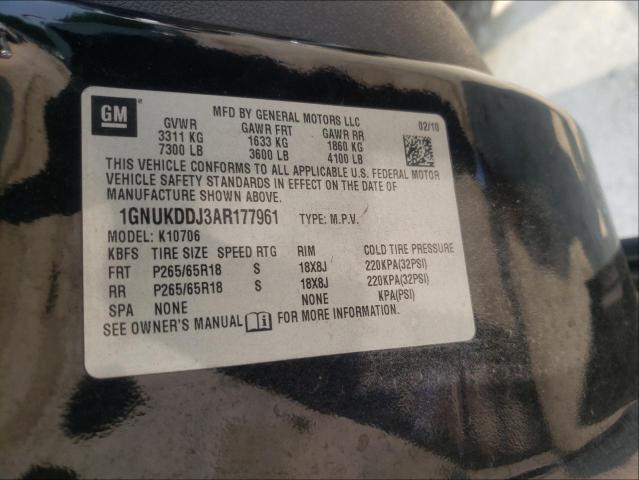 GM
MFD BY GENERAL MOTORS LLC
02/10
GVWR GAWR FRT GAWR RR
3311 KG 1633 KG 1860 KG
7300 LB 3600 LB 4100 LB
THIS VEHICLE CONFORMS TO ALL APPLICABLE U.S. FEDERAL MOTOR
VEHICLE SAFETY STANDARDS IN EFFECT ON THE DATE OF
MANUFACTURE SHOWN ABOVE.
1GNUKDDJ3AR177961 TYPE: M.P.V.
MODEL: K10706
KBFS TIRE SIZE SPEED RTG RIM COLD TIRE PRESSURE
FRT P265/65R18 S 18X8J 220KPA(32PSI)
RR P265/65R18 S 18X8J 220KPA(32PSI)
SPA NONE NONE KPA(PSI)
SEE OWNER'S MANUAL FOR MORE INFORMATION.